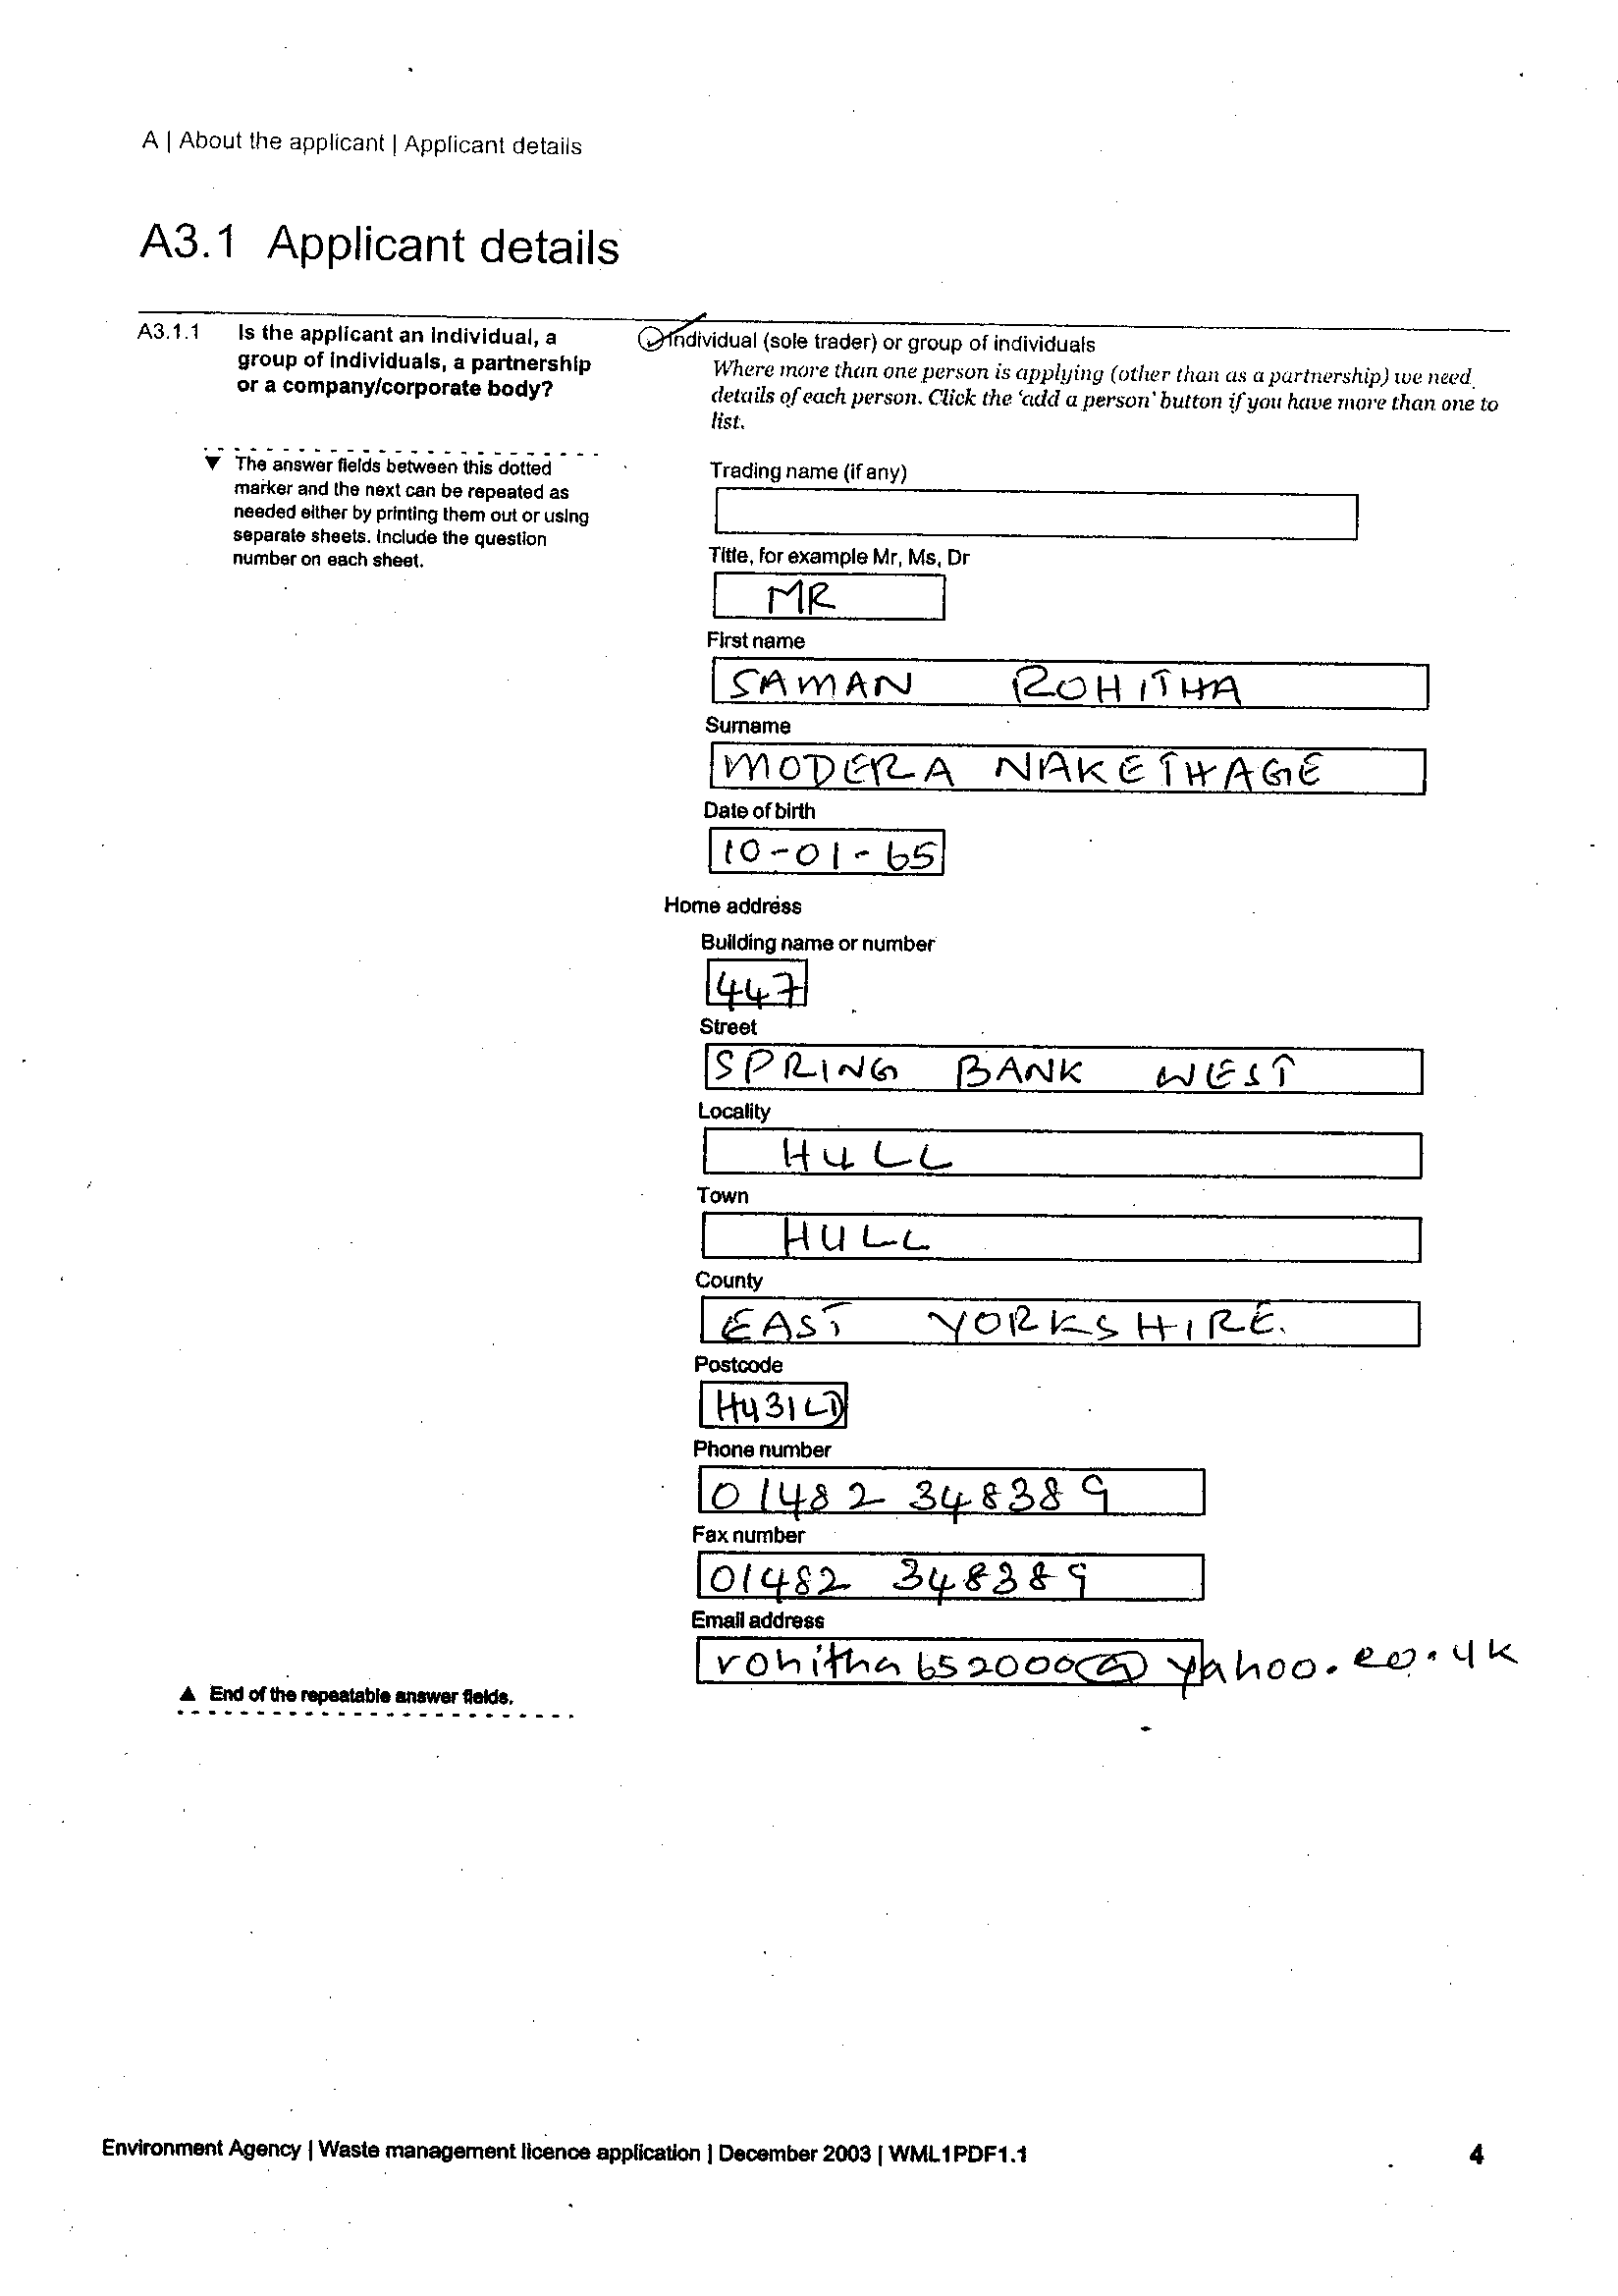 A | About the applicant | Applicant details
A3.1 Applicant details
A3.1.1 Is the applicant an individual, a group of individuals, a partnership or a company/corporate body?
Individual (sole trader) or group of individuals
Where more than one person is applying (other than as a partnership) we need
details of each person. Click the 'add a person' button if you have more than one to
list.
▼ The answer fields between this dotted
marker and the next can be repeated as
needed either by printing them out or using
separate sheets. Include the question
number on each sheet.
Trading name (if any)
Title, for example Mr, Ms, Dr
MR
First name
SAMAN ROHITHA
Surname
MODERA NAKETHAGE
Date of birth
10-01-65
Home address
Building name or number
447
Street
SPRING BANK WEST
Locality
HULL
Town
HULL
County
EAST YORKSHIRE.
Postcode
HU31LD
Phone number
01482 348389
Fax number
01482 348389
Email address
rohitha652000@yahoo.co.uk
▲ End of the repeatable answer fields.
Environment Agency | Waste management licence application | December 2003 | WML1PDF1.1 4